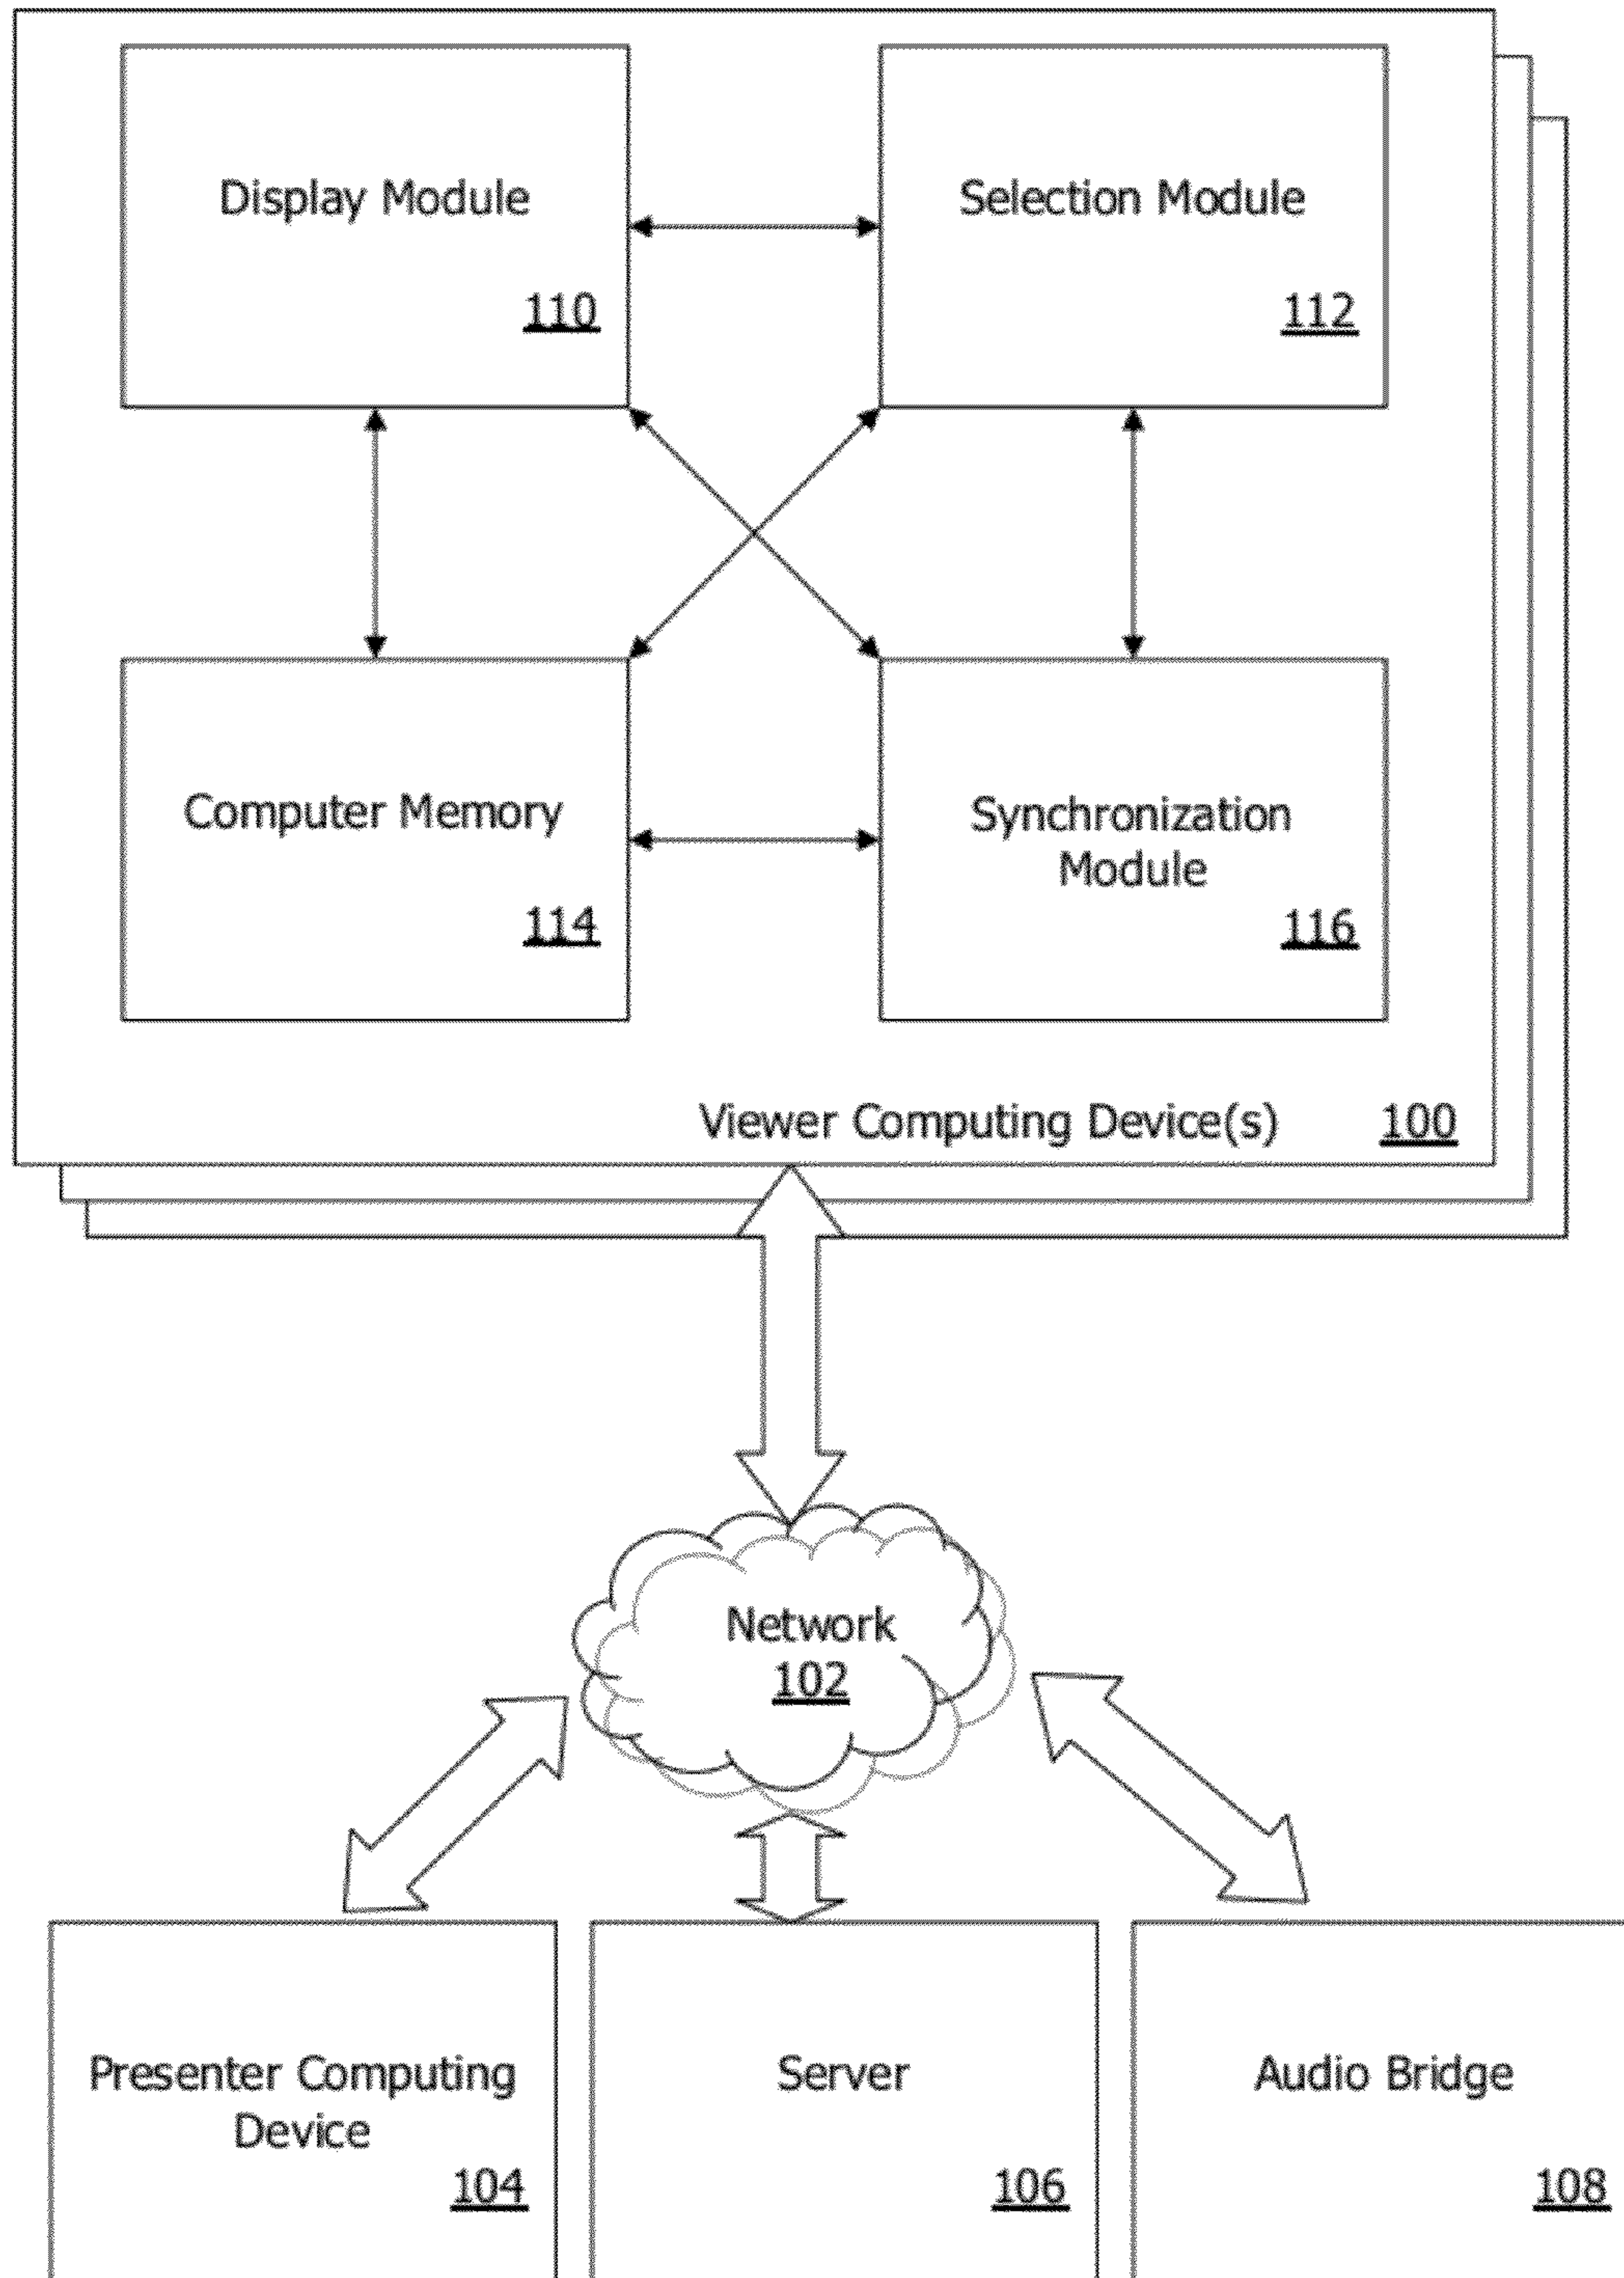 Display Module
110
Selection Module
112
Computer Memory
114
Synchronization
Module
116
Viewer Computing Device(s) 100
Network
102
Presenter Computing
Device
104
Server
106
Audio Bridge
108